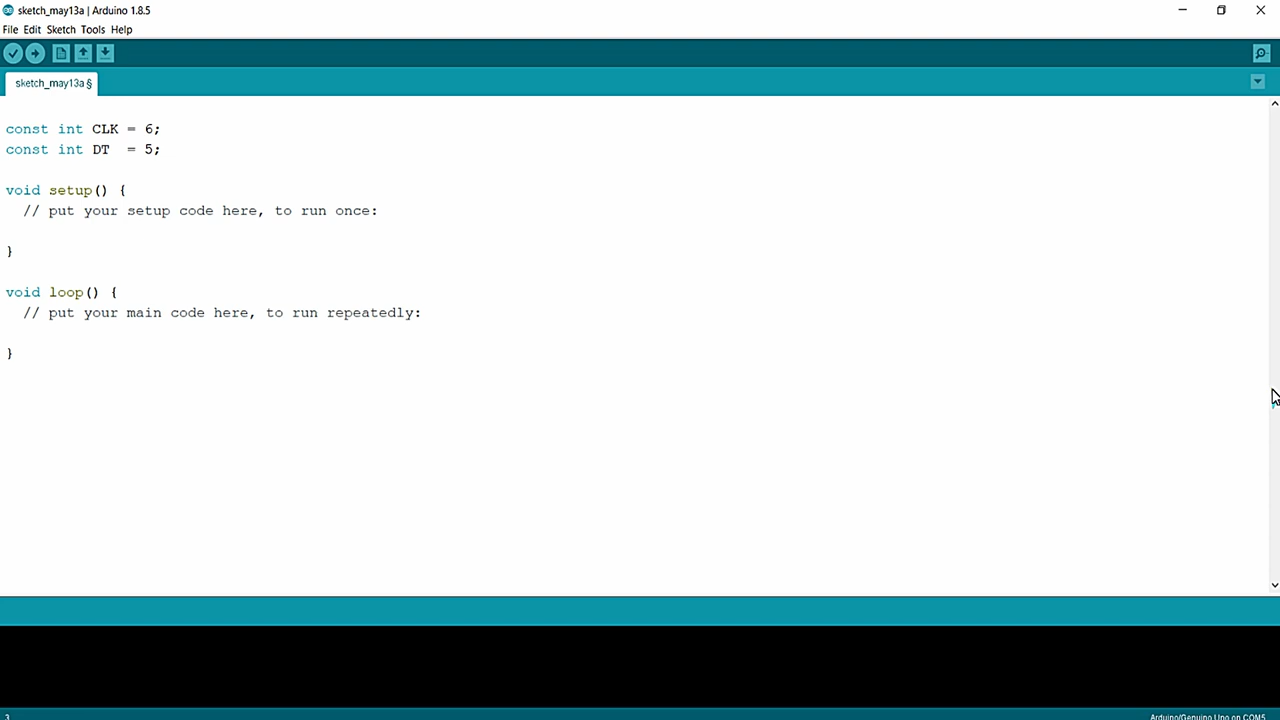 sketch_may13a | Arduino 1.8.5
File Edit Sketch Tools Help
sketch_may13a §
const int CLK = 6;
const int DT  = 5;
void setup() {
  // put your setup code here, to run once:
}
void loop() {
  // put your main code here, to run repeatedly:
}
3
Arduino/Genuino Uno on COM5